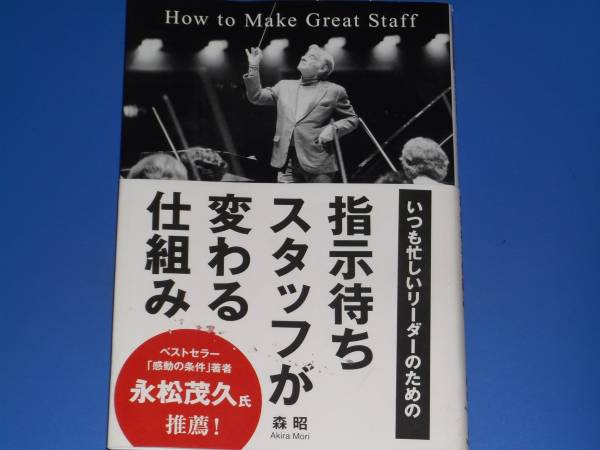 How to Make Great Staff
いつも忙しいリーダーのための
指示待ち
スタッフが
変わる
仕組み
森 昭
Akira Mori
ベストセラー
「感動の条件」著者
永松茂久氏
推薦!